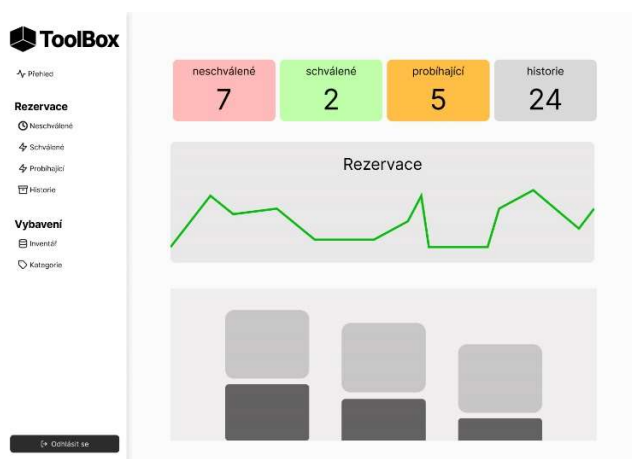 ToolBox
Přehled
Rezervace
Neschválené
Schválené
Probíhající
Historie
Vybavení
Inventář
Kategorie
Odhlásit se
neschválené
7
schválené
2
probíhající
5
historie
24
Rezervace